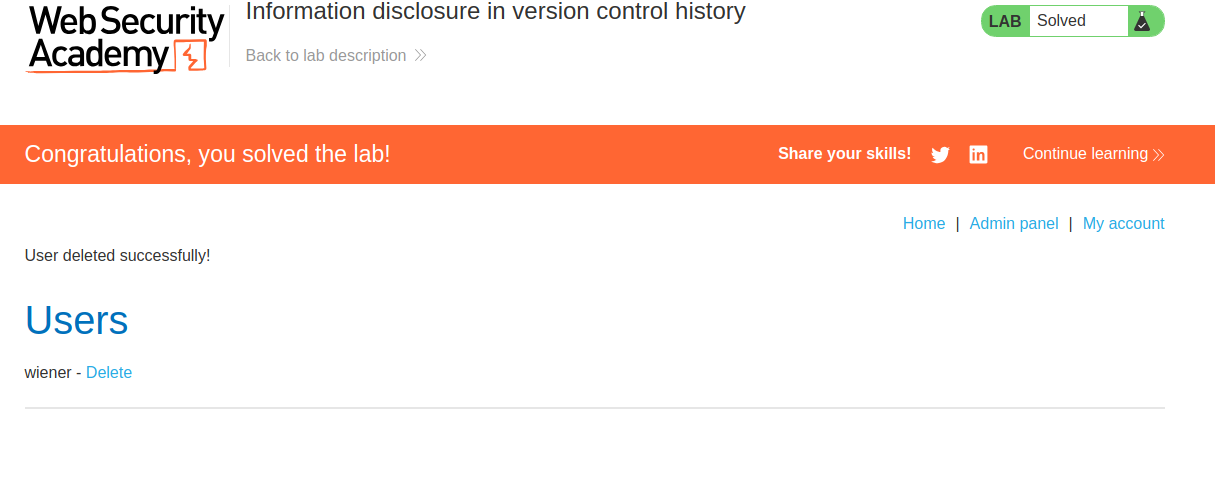 Web Security
Academy
Information disclosure in version control history
Back to lab description
LAB Solved
Congratulations, you solved the lab!
Share your skills!
Continue learning
Home | Admin panel | My account
User deleted successfully!
Users
wiener - Delete